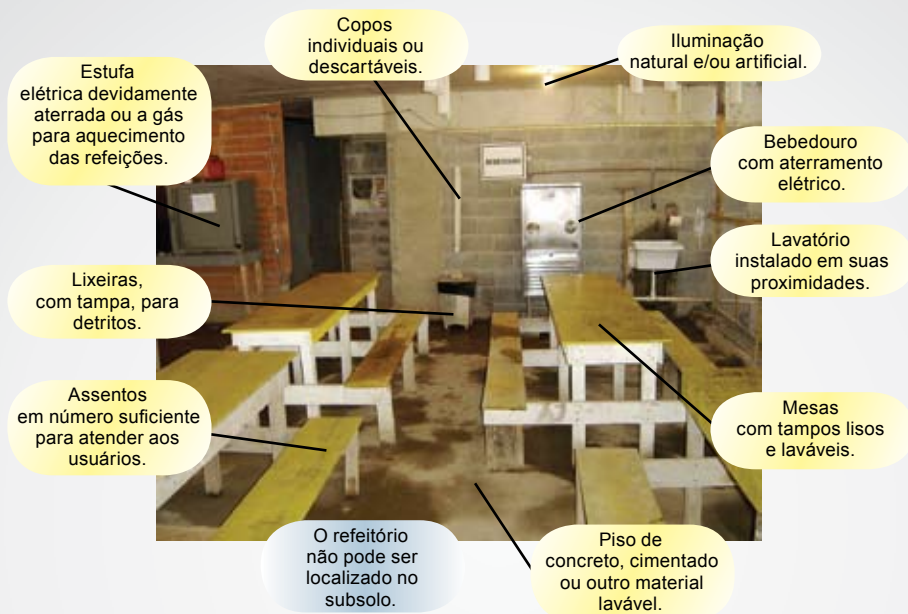 Copos
individuais ou
descartáveis.
Iluminação
natural e/ou artificial.
Estufa
elétrica devidamente
aterrada ou a gás
para aquecimento
das refeições.
BEBEDOURO
Bebedouro
com aterramento
elétrico.
Lavatório
instalado em suas
proximidades.
Lixeiras,
com tampa, para
detritos.
Assentos
em número suficiente
para atender aos
usuários.
Mesas
com tampos lisos
e laváveis.
O refeitório
não pode ser
localizado no
subsolo.
Piso de
concreto, cimentado
ou outro material
lavável.